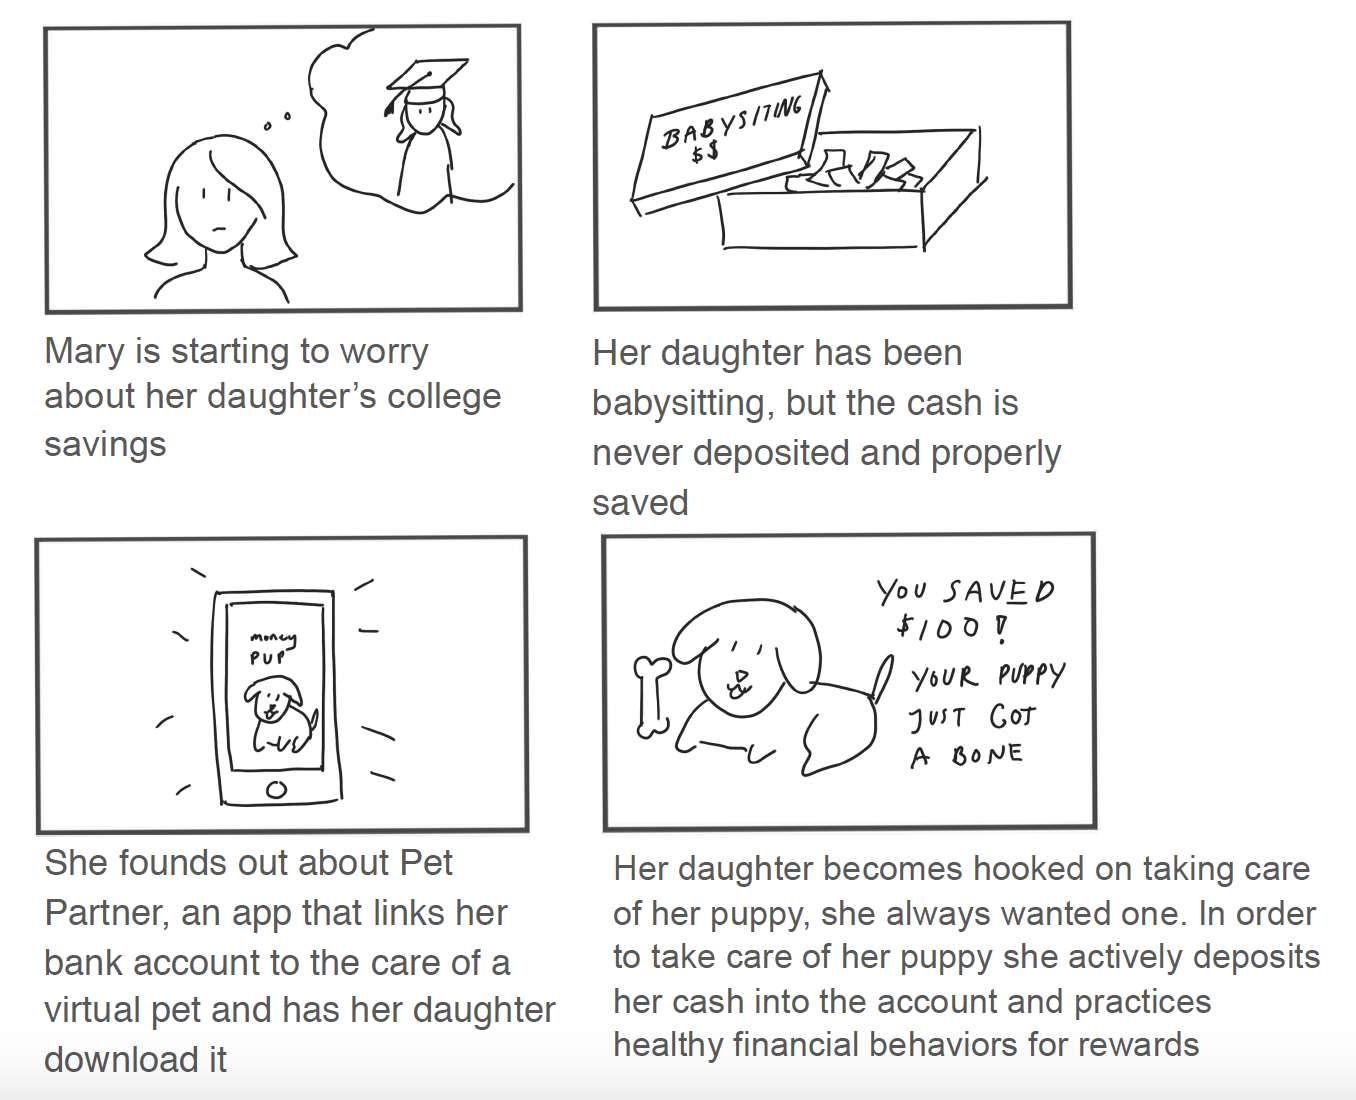 BABYSITING
$$
Mary is starting to worry
about her daughter’s college
savings
Her daughter has been
babysitting, but the cash is
never deposited and properly
saved
money
PUP
YOU SAVED
$100!
YOUR PUPPY
JUST GOT
A BONE
She founds out about Pet
Partner, an app that links her
bank account to the care of a
virtual pet and has her daughter
download it
Her daughter becomes hooked on taking care
of her puppy, she always wanted one. In order
to take care of her puppy she actively deposits
her cash into the account and practices
healthy financial behaviors for rewards